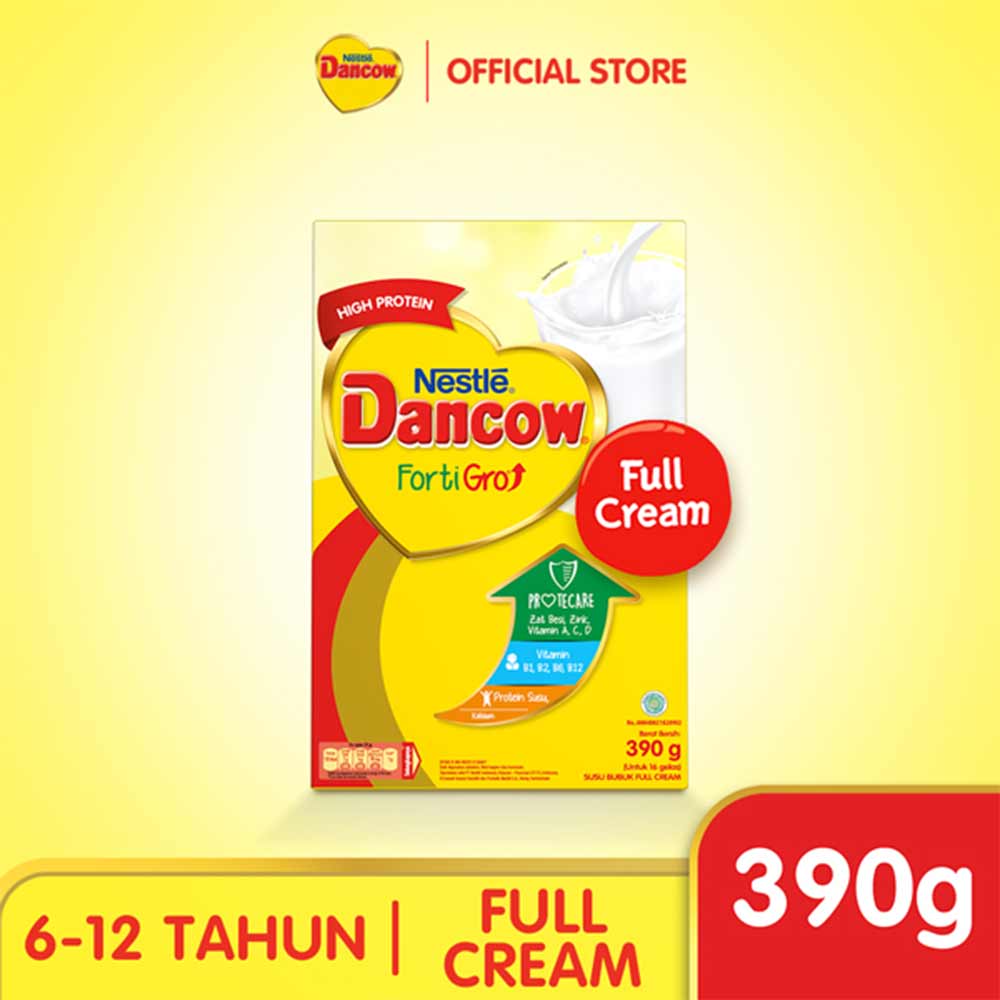 Nestlé
Dancow
OFFICIAL STORE
HIGH PROTEIN
Nestlé
Dancow
FortiGro
Full
Cream
PROTECARE
Zat Besi, Zink,
Vitamin A, C, D
Vitamin
B1, B2, B6, B12
Protein Susu,
Kalsium
Berat Bersih:
390 g
(Untuk 16 gelas)
SUSU BUBUK FULL CREAM
6-12 TAHUN
FULL
CREAM
390g